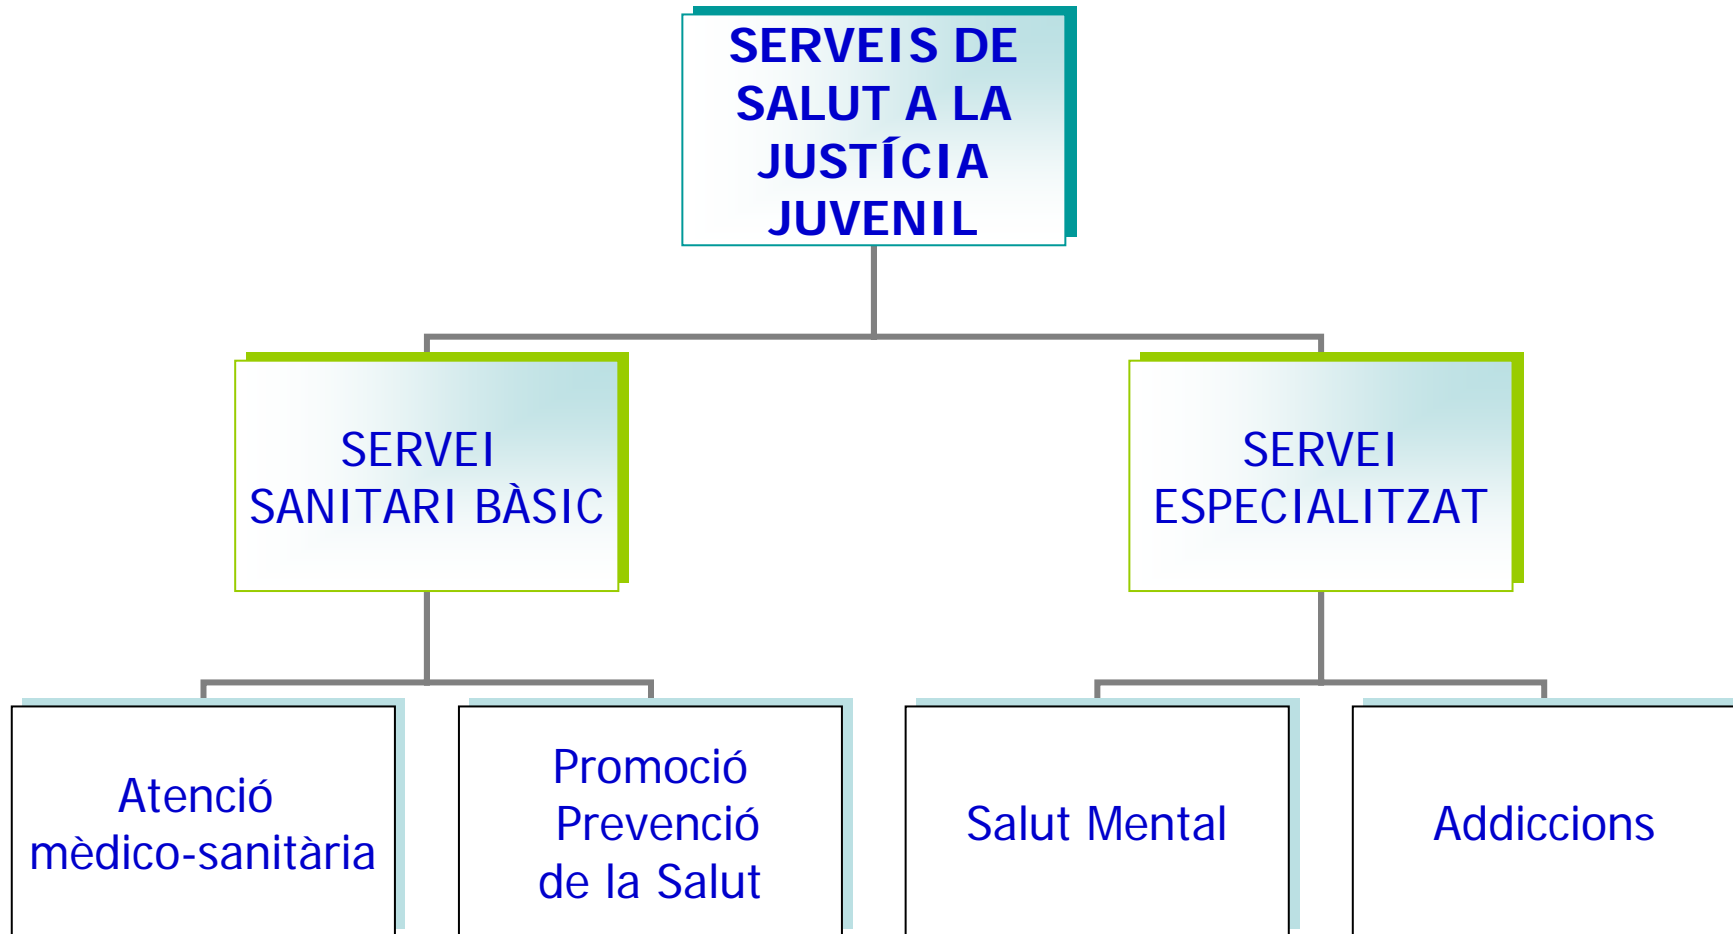 SERVEIS DE
SALUT A LA
JUSTÍCIA
JUVENIL
SERVEI
SANITARI BÀSIC
SERVEI
ESPECIALITZAT
Atenció
mèdico-sanitària
Promoció
Prevenció
de la Salut
Salut Mental
Addiccions